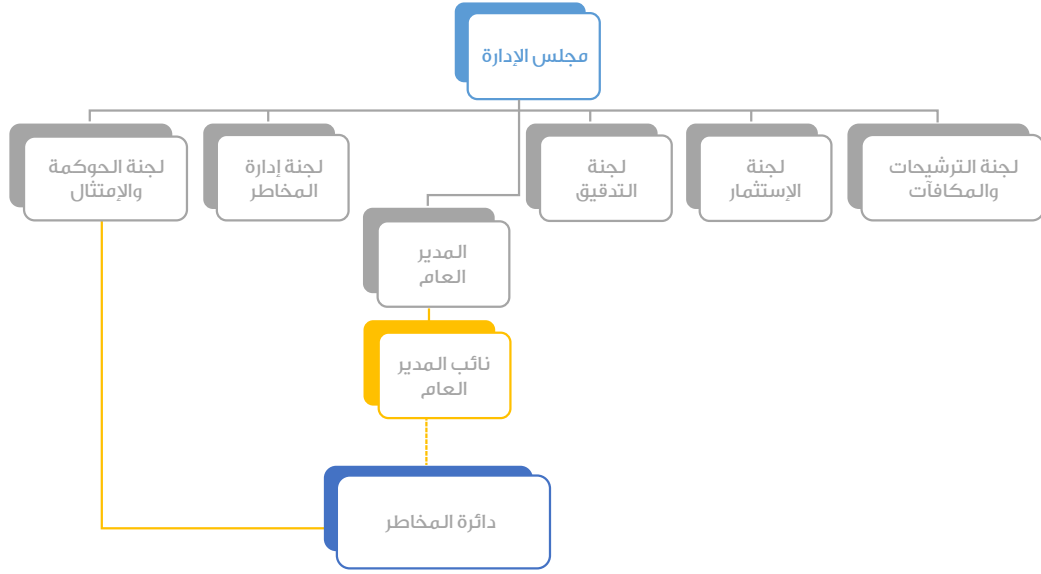 مجلس الإدارة
لجنة الترشيحات
والمكافآت
لجنة
الإستثمار
لجنة
التدقيق
لجنة إدارة
المخاطر
لجنة الحوكمة
والإمتثال
المدير
العام
نائب المدير
العام
دائرة المخاطر